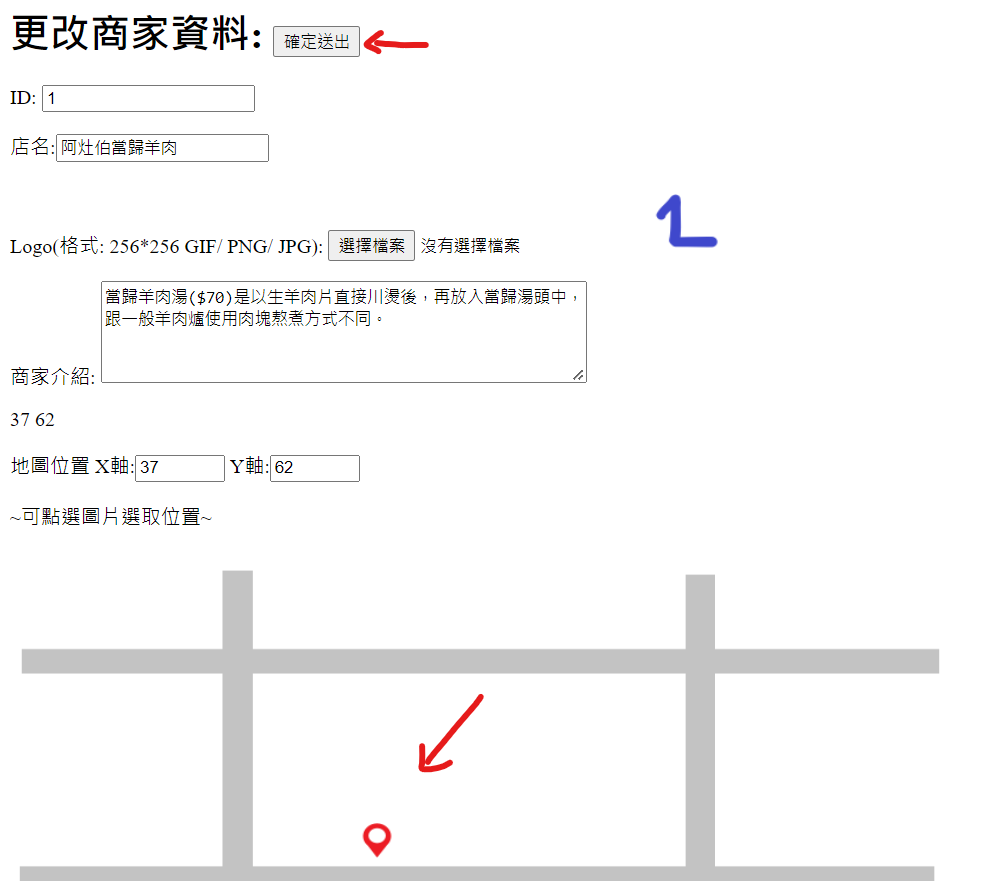 更改商家資料: 確定送出
ID: 1
店名: 阿灶伯當歸羊肉
1
Logo(格式: 256*256 GIF/ PNG/ JPG): 選擇檔案 沒有選擇檔案
當歸羊肉湯($70)是以生羊肉片直接川燙後，再放入當歸湯頭中，
跟一般羊肉爐使用肉塊熬煮方式不同。
商家介紹:
37 62
地圖位置 X軸: 37 Y軸: 62
~可點選圖片選取位置~